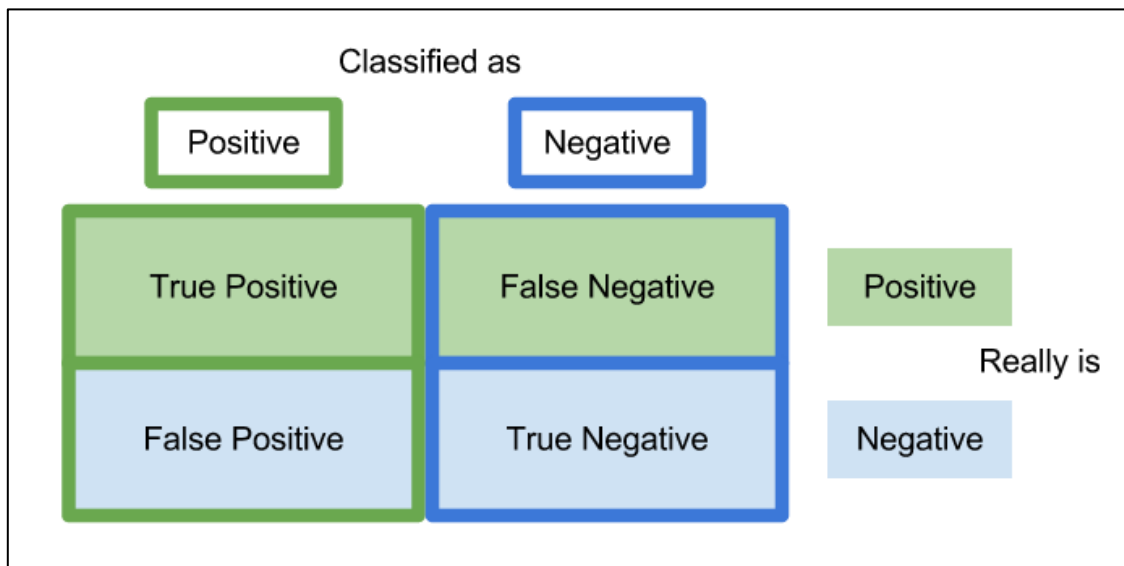 Classified as
Positive
Negative
True Positive
False Negative
Positive
Really is
False Positive
True Negative
Negative